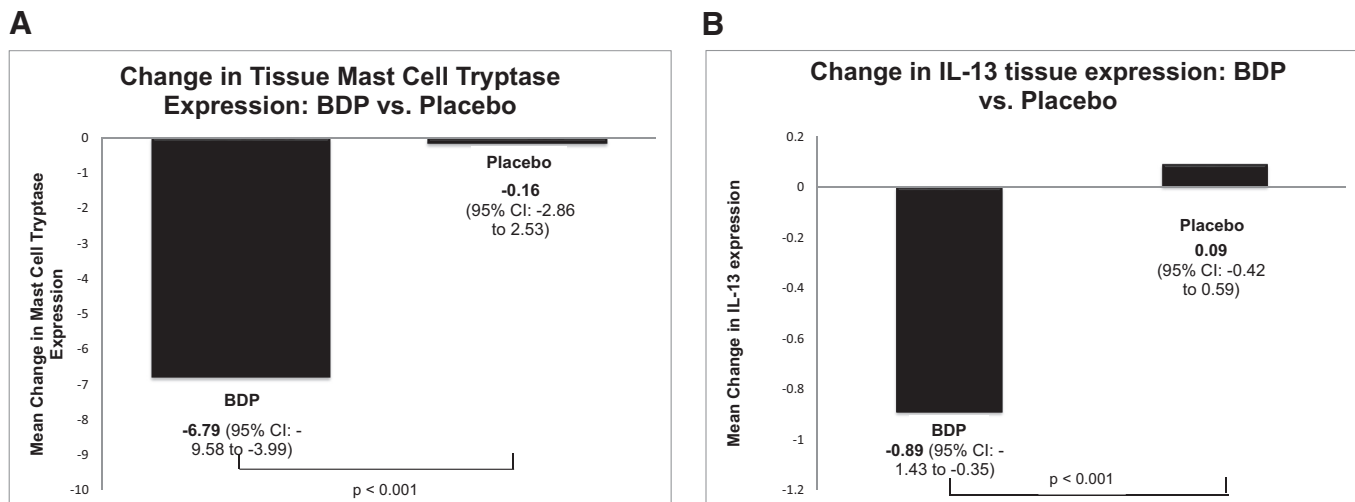 A
Change in Tissue Mast Cell Tryptase
Expression: BDP vs. Placebo
Mean Change in Mast Cell Tryptase
Expression
0
-1
-2
-3
-4
-5
-6
-7
-8
-9
-10
Placebo
-0.16
(95% CI: -2.86
to 2.53)
BDP
-6.79 (95% CI: -
9.58 to -3.99)
p < 0.001
B
Change in IL-13 tissue expression: BDP
vs. Placebo
Mean Change in IL-13 expression
0.2
0
-0.2
-0.4
-0.6
-0.8
-1
-1.2
Placebo
0.09
(95% CI: -0.42
to 0.59)
BDP
-0.89 (95% CI: -
1.43 to -0.35)
p < 0.001